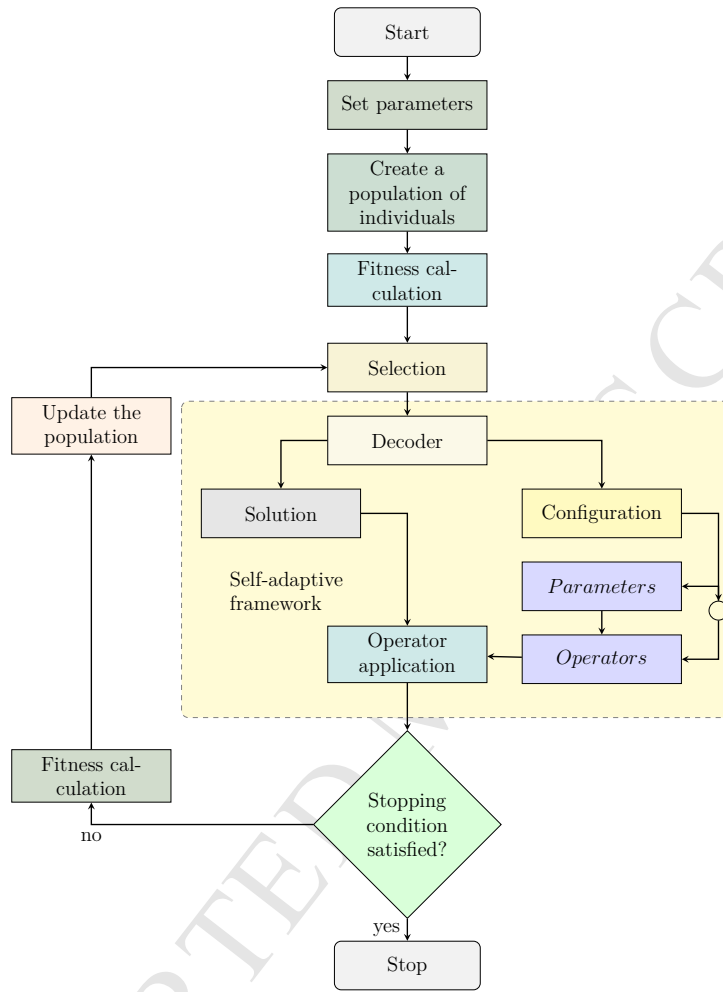 Start
Set parameters
Create a
population of
individuals
Fitness cal-
culation
Selection
Update the
population
Decoder
Solution
Configuration
Self-adaptive
framework
Parameters
Operator
application
Operators
Fitness cal-
culation
Stopping
condition
satisfied?
no
yes
Stop